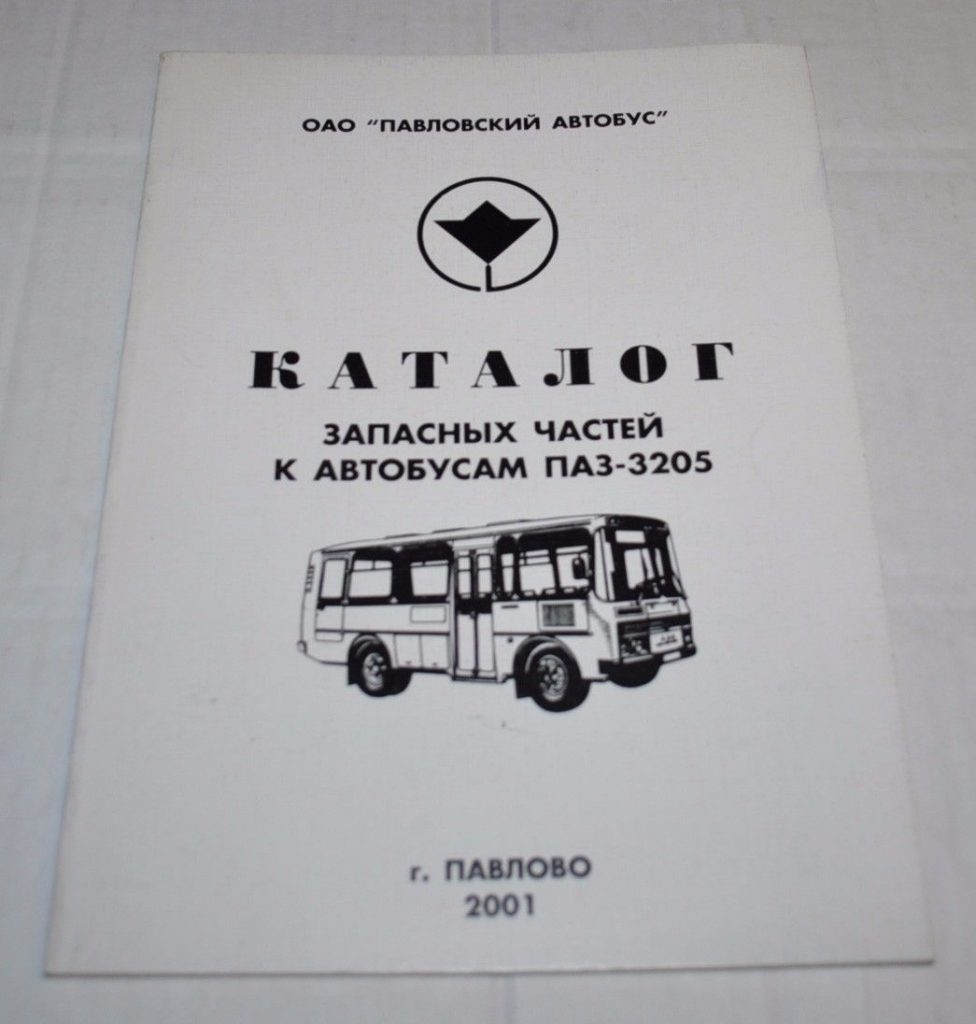 ОАО "ПАВЛОВСКИЙ АВТОБУС"
КАТАЛОГ
ЗАПАСНЫХ ЧАСТЕЙ
К АВТОБУСАМ ПАЗ-3205
г. ПАВЛОВО
2001